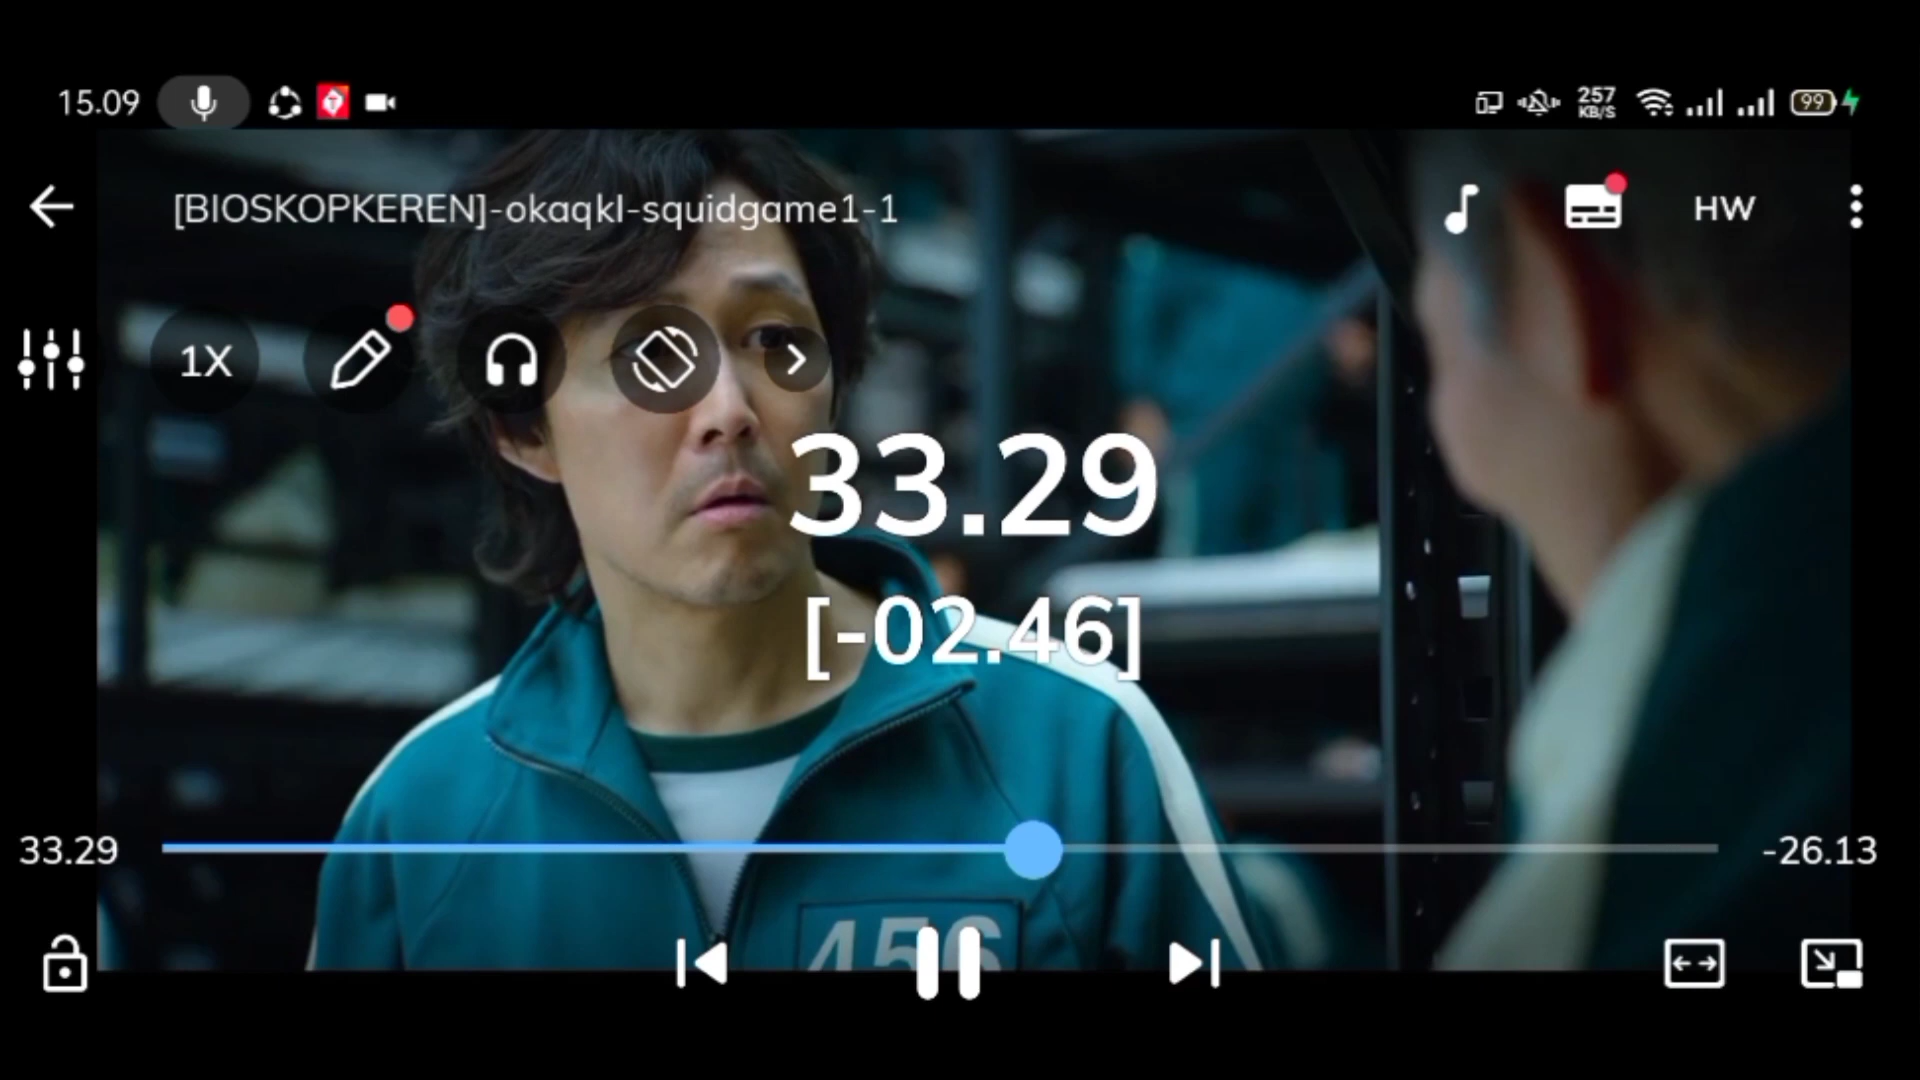 15.09
257
KB/S
99
[BIOSKOPKEREN]-okaqkl-squidgame1-1
HW
1X
33.29
[-02.46]
33.29
-26.13
456